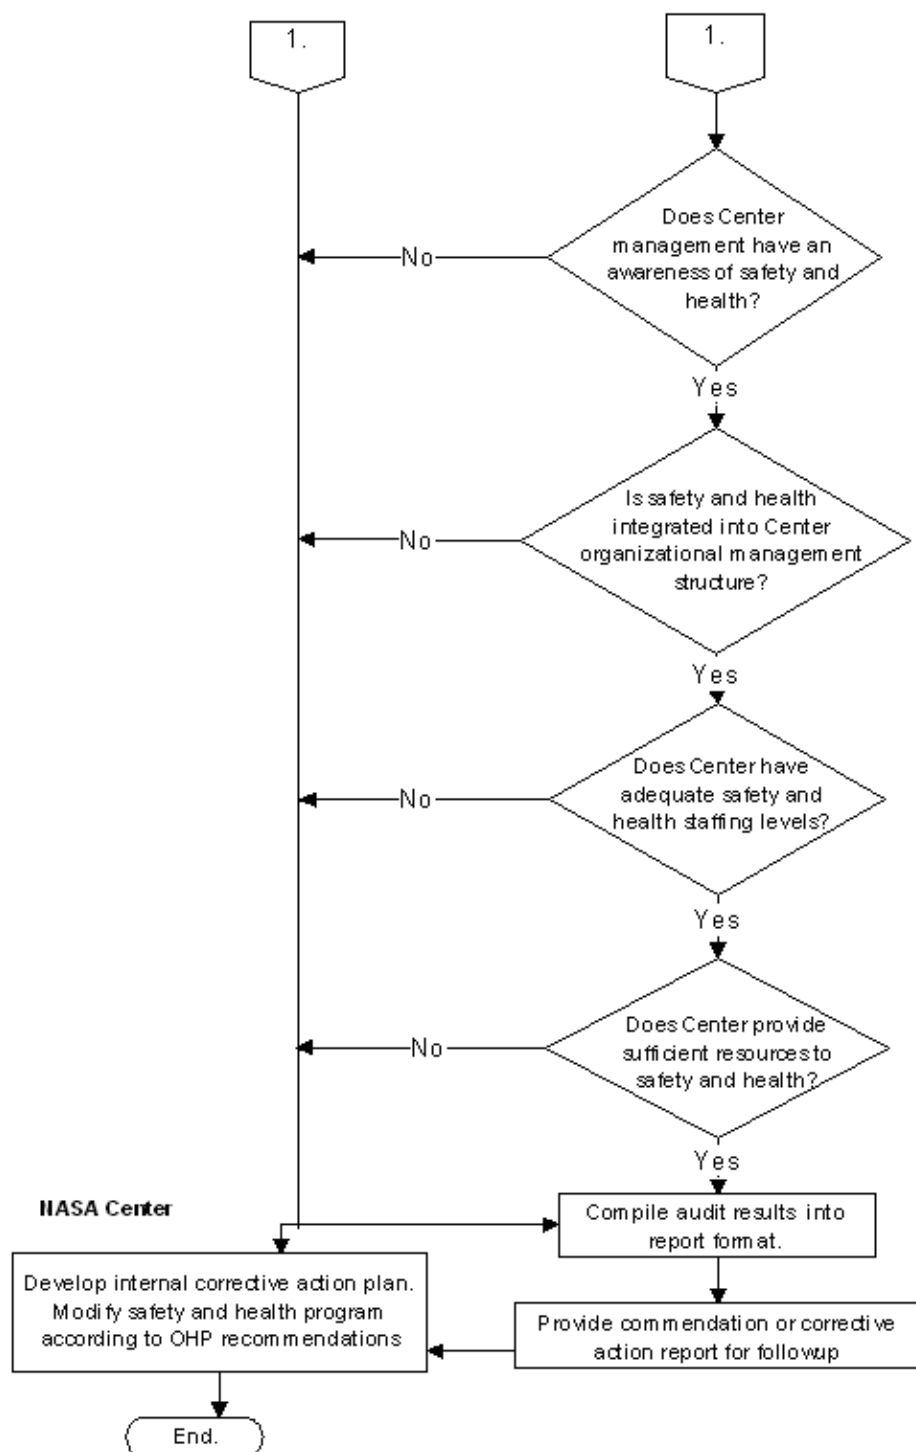 1.
1.
Does Center
management have an
awareness of safety and
health?
No
Yes
Is safety and health
integrated into Center
organizational management
structure?
No
Yes
Does Center have
adequate safety and
health staffing levels?
No
Yes
Does Center provide
sufficient resources to
safety and health?
No
Yes
NASA Center
Compile audit results into
report format.
Develop internal corrective action plan.
Modify safety and health program
according to OHP recommendations
Provide commendation or corrective
action report for followup
End.